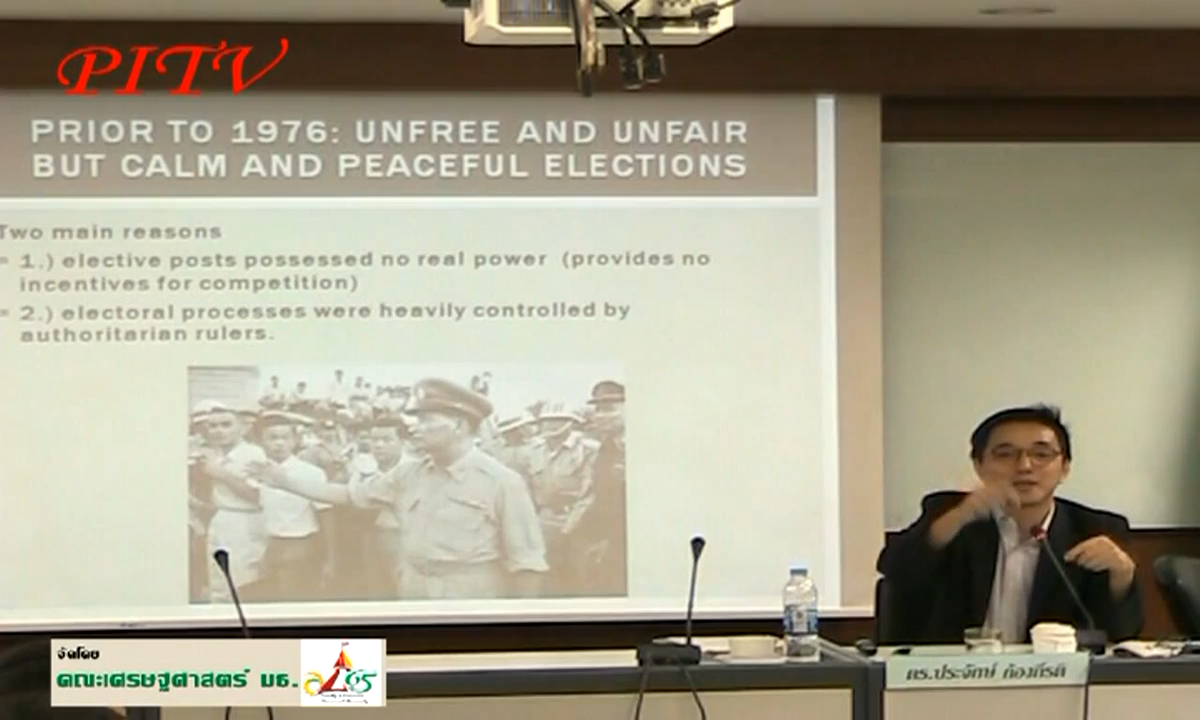 PITV
PRIOR TO 1976: UNFREE AND UNFAIR
BUT CALM AND PEACEFUL ELECTIONS
Two main reasons
1.) elective posts possessed no real power (provides no
incentives for competition)
2.) electoral processes were heavily controlled by
authoritarian rulers.
จัดโดย
คณะเศรษฐศาสตร์ มธ.
ดร.ประจักษ์ ก้องกีรติ